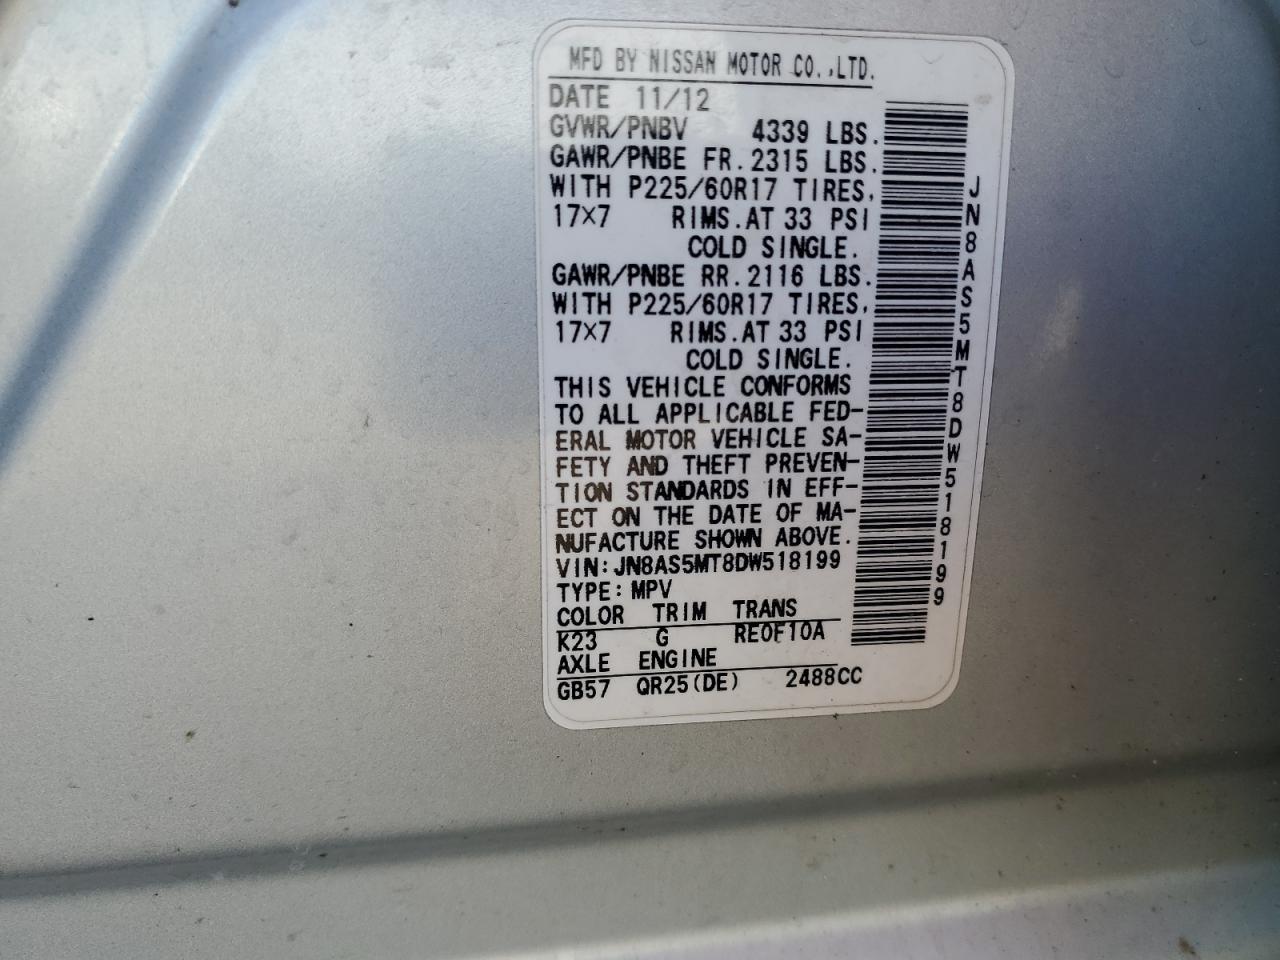 MFD BY NISSAN MOTOR CO.,LTD.
DATE 11/12
GVWR/PNBV 4339 LBS.
GAWR/PNBE FR.2315 LBS.
WITH P225/60R17 TIRES,
17×7 RIMS.AT 33 PSI
COLD SINGLE.
GAWR/PNBE RR.2116 LBS.
WITH P225/60R17 TIRES,
17×7 RIMS.AT 33 PSI
COLD SINGLE.
THIS VEHICLE CONFORMS
TO ALL APPLICABLE FED-
ERAL MOTOR VEHICLE SA-
FETY AND THEFT PREVEN-
TION STANDARDS IN EFF-
ECT ON THE DATE OF MA-
NUFACTURE SHOWN ABOVE.
VIN:JN8AS5MT8DW518199
TYPE:MPV
COLOR TRIM TRANS
K23 G RE0F10A
AXLE ENGINE
GB57 QR25(DE) 2488CC
JN8AS5MT8DW518199